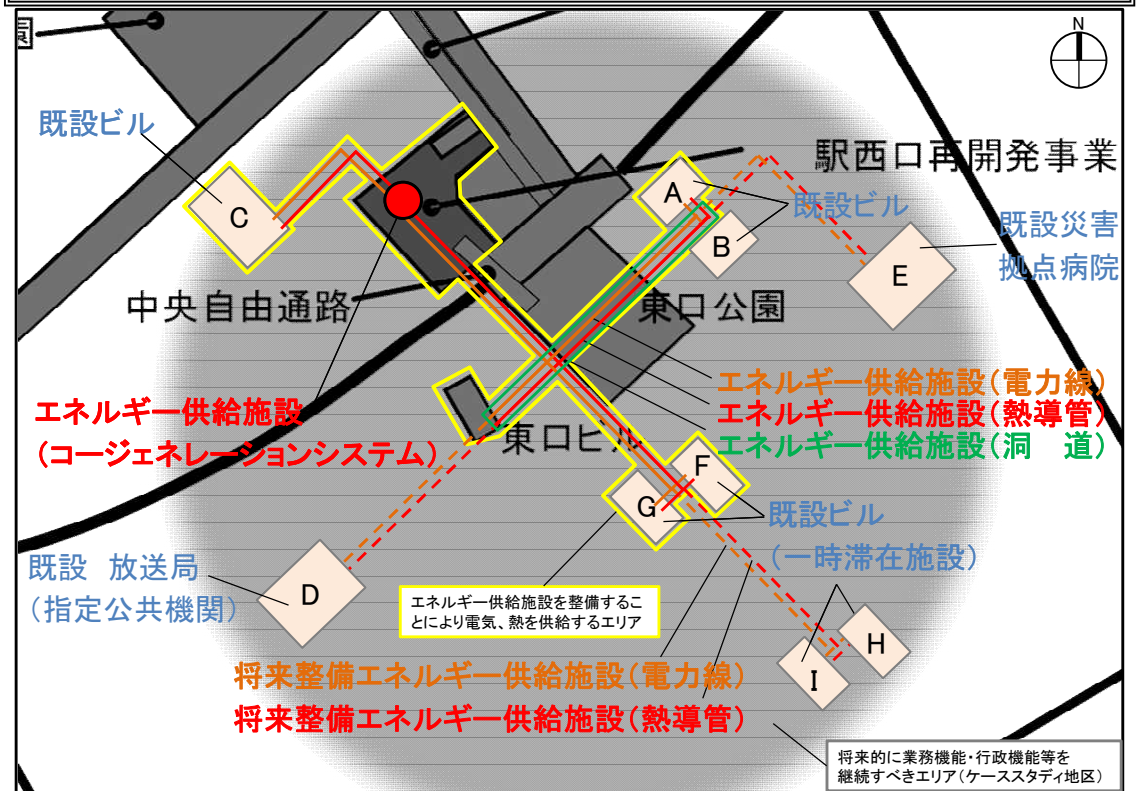 園
N
既設ビル
駅西口再開発事業
C
A
既設ビル
B
既設災害
拠点病院
E
中央自由通路
東口公園
エネルギー供給施設(電力線)
エネルギー供給施設(熱導管)
エネルギー供給施設(洞 道)
エネルギー供給施設
(コージェネレーションシステム)
東口ビル
F
G
既設ビル
(一時滞在施設)
既設 放送局
(指定公共機関)
D
エネルギー供給施設を整備するこ
とにより電気、熱を供給するエリア
H
I
将来整備エネルギー供給施設(電力線)
将来整備エネルギー供給施設(熱導管)
将来的に業務機能・行政機能等を
継続すべきエリア(ケーススタディ地区)